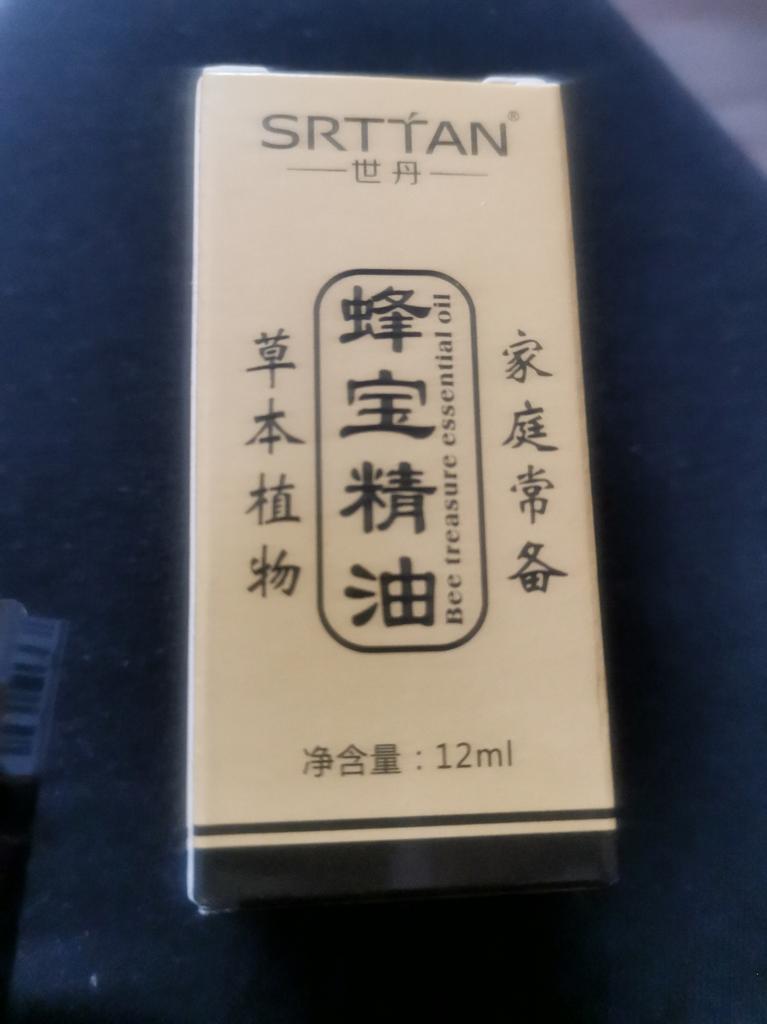 SRTTAN®
世丹
草本植物
蜂宝精油
Bee treasure essential oil
家庭常备
净含量：12ml